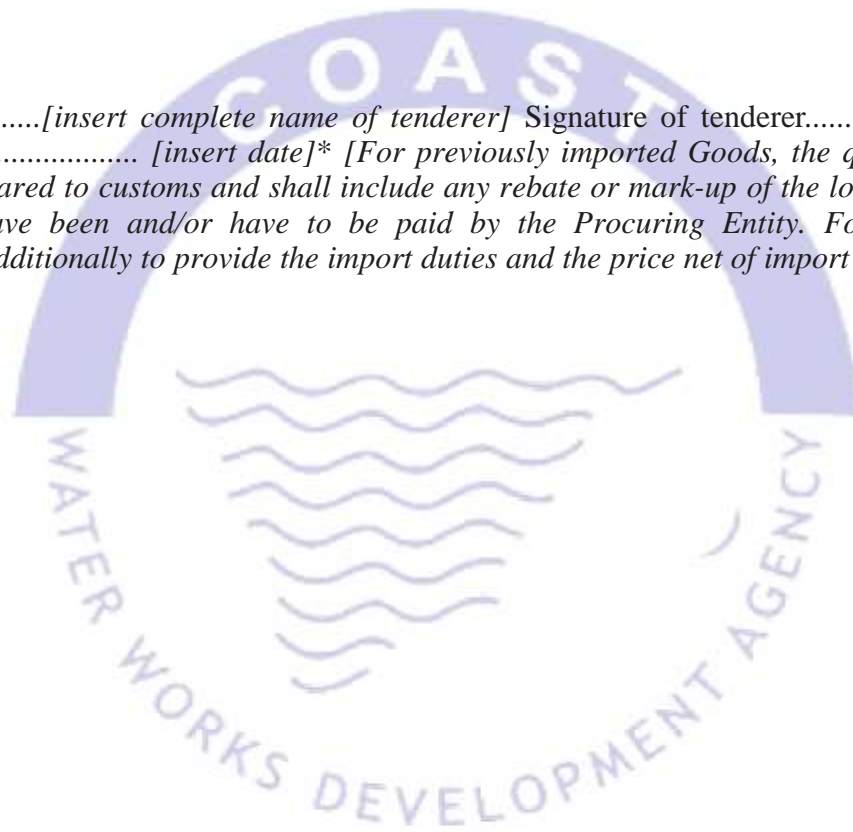 COAST
.....[insert complete name of tenderer] Signature of tenderer.......
.................. [insert date]* [For previously imported Goods, the q
ared to customs and shall include any rebate or mark-up of the lo
ve been and/or have to be paid by the Procuring Entity. Fo
dditionally to provide the import duties and the price net of import
WATER WORKS DEVELOPMENT AGENCY